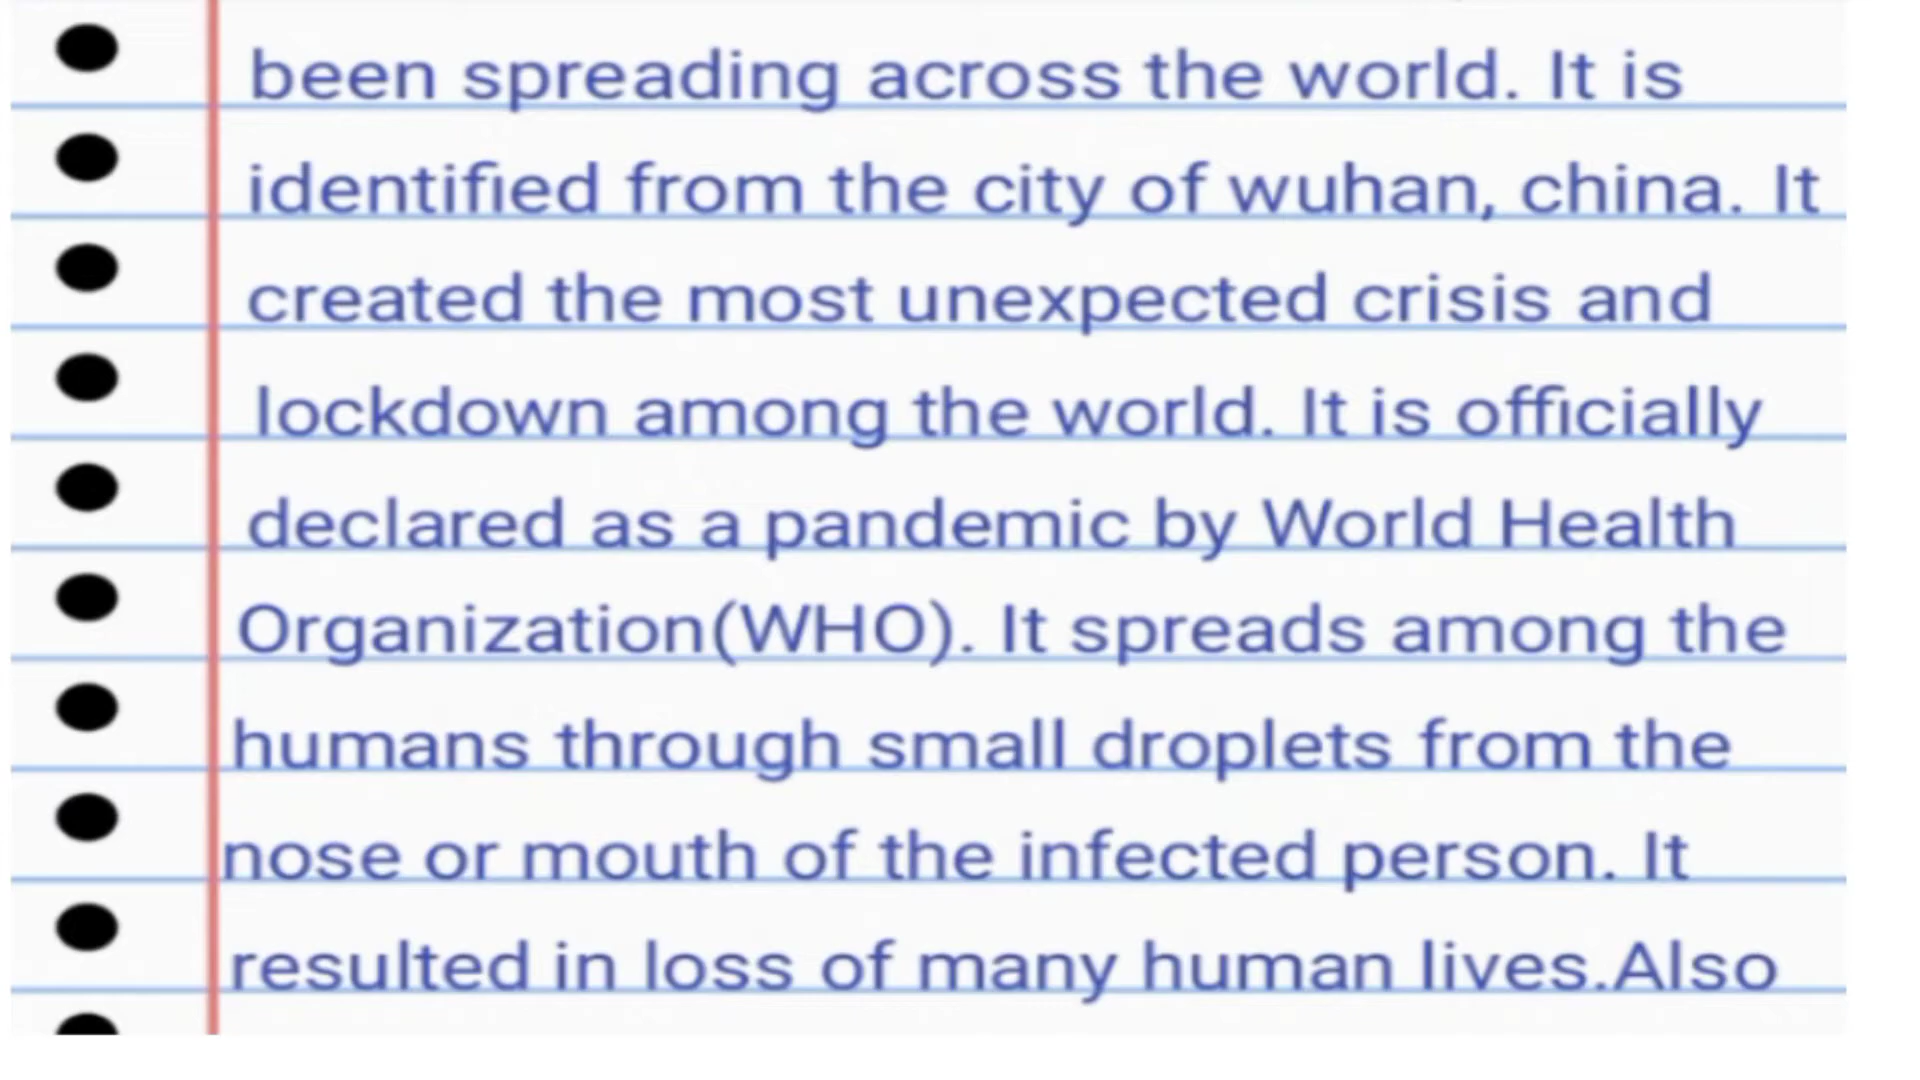 been spreading across the world. It is
identified from the city of wuhan, china. It
created the most unexpected crisis and
lockdown among the world. It is officially
declared as a pandemic by World Health
Organization(WHO). It spreads among the
humans through small droplets from the
nose or mouth of the infected person. It
resulted in loss of many human lives.Also